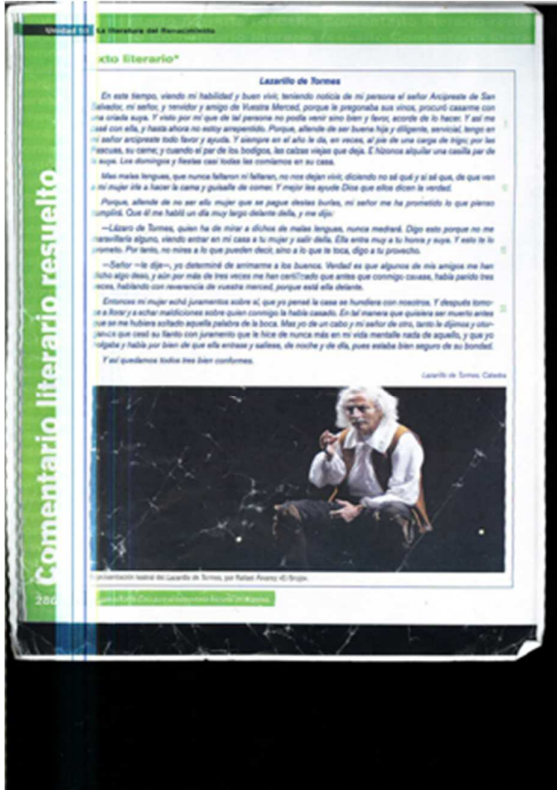 Unidad 10 La literatura del Renacimiento
xto literario*
Lazarillo de Tormes
En este tiempo, viendo mi habilidad y buen vivir, teniendo noticia de mi persona el señor Arcipreste de San
Salvador, mi señor, y servidor y amigo de Vuestra Merced, porque le pregonaba sus vinos, procuró casarme con
una criada suya. Y visto por mí que de tal persona no podía venir sino bien y favor, acordé de lo hacer. Y así me
casé con ella, y hasta ahora no estoy arrepentido. Porque, allende de ser buena hija y diligente, servicial, tengo en
mi señor arcipreste todo favor y ayuda. Y siempre en el año le da, en veces, al pie de una carga de trigo; por las
Pascuas, su carne; y cuando el par de los bodigos, las calzas viejas que deja. E hízonos alquilar una casilla par de
la suya. Los domingos y fiestas casi todas las comíamos en su casa.
Mas malas lenguas, que nunca faltaron ni faltarán, no nos dejan vivir, diciendo no sé qué y sí sé que, de que ven
a mi mujer irle a hacer la cama y guisalle de comer. Y mejor les ayude Dios que ellos dicen la verdad.
Porque, allende de no ser ella mujer que se pague destas burlas, mi señor me ha prometido lo que pienso
cumplirá. Que él me habló un día muy largo delante della, y me dijo:
—Lázaro de Tormes, quien ha de mirar a dichos de malas lenguas, nunca medrará. Digo esto porque no me
maravillaría alguno, viendo entrar en mi casa a tu mujer y salir della. Ella entra muy a tu honra y suya. Y esto te lo
prometo. Por tanto, no mires a lo que pueden decir, sino a lo que te toca, digo a tu provecho.
—Señor —le dije—, yo determiné de arrimarme a los buenos. Verdad es que algunos de mis amigos me han
dicho algo deso, y aún por más de tres veces me han certificado que antes que conmigo casase, había parido tres
veces, hablando con reverencia de vuestra merced, porque está ella delante.
Entonces mi mujer echó juramentos sobre sí, que yo pensé la casa se hundiera con nosotros. Y después tomo-
se a llorar y a echar maldiciones sobre quien conmigo la había casado. En tal manera que quisiera ser muerto antes
que se me hubiera soltado aquella palabra de la boca. Mas yo de un cabo y mi señor de otro, tanto le dijimos y otor-
gamos que cesó su llanto con juramento que le hice de nunca más en mi vida mentalle nada de aquello, y que yo
holgaba y había por bien de que ella entrase y saliese, de noche y de día, pues estaba bien seguro de su bondad.
Y así quedamos todos tres bien conformes.
Lazarillo de Tormes, Cátedra
Comentario literario resuelto
Representación teatral del Lazarillo de Tormes, por Rafael Álvarez «El Brujo».
280